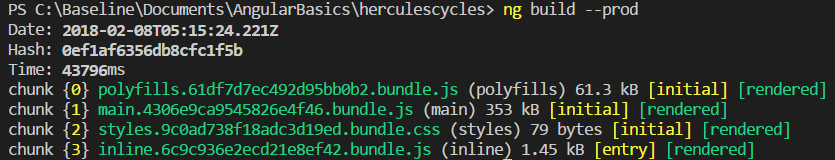 PS C:\Baseline\Documents\AngularBasics\herculescycles> ng build --prod
Date: 2018-02-08T05:15:24.221Z
Hash: 0ef1af6356db8cfc1f5b
Time: 43796ms
chunk {0} polyfills.61df7d7ec492d95bb0b2.bundle.js (polyfills) 61.3 kB [initial] [rendered]
chunk {1} main.4306e9ca9545826e4f46.bundle.js (main) 353 kB [initial] [rendered]
chunk {2} styles.9c0ad738f18adc3d19ed.bundle.css (styles) 79 bytes [initial] [rendered]
chunk {3} inline.6c9c936e2ecd21e8ef42.bundle.js (inline) 1.45 kB [entry] [rendered]